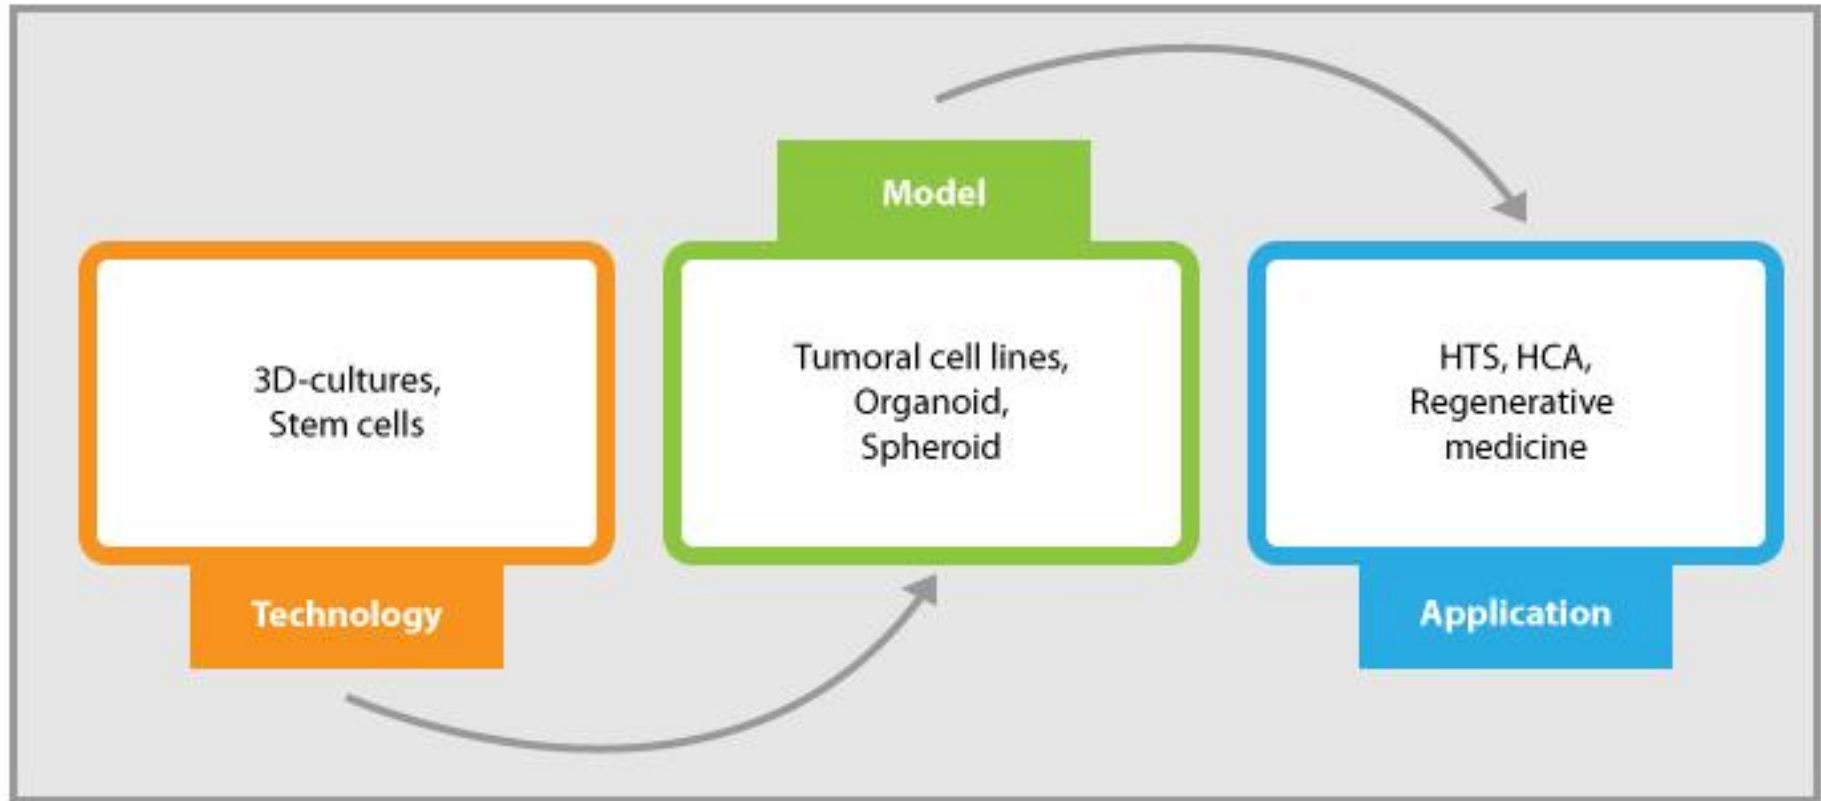 3D-cultures,
Stem cells
Technology
Model
Tumoral cell lines,
Organoid,
Spheroid
HTS, HCA,
Regenerative
medicine
Application